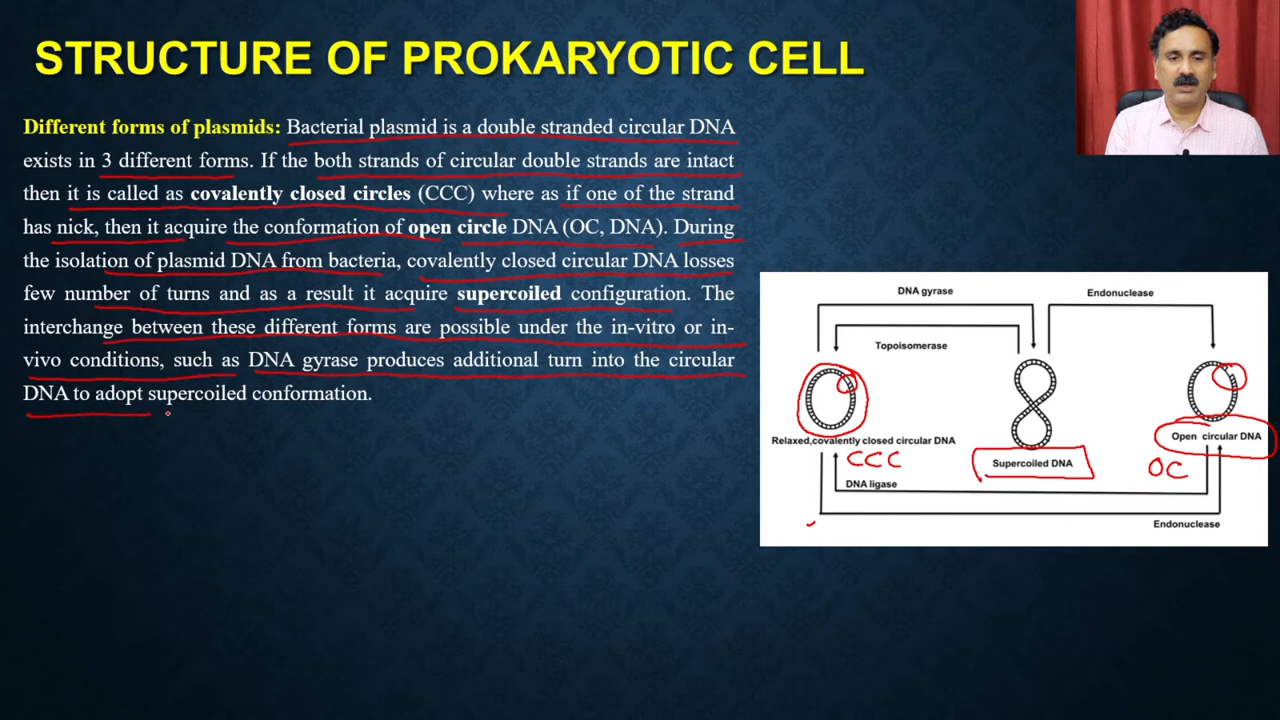 STRUCTURE OF PROKARYOTIC CELL
Different forms of plasmids: Bacterial plasmid is a double stranded circular DNA
exists in 3 different forms. If the both strands of circular double strands are intact
then it is called as covalently closed circles (CCC) where as if one of the strand
has nick, then it acquire the conformation of open circle DNA (OC, DNA). During
the isolation of plasmid DNA from bacteria, covalently closed circular DNA losses
few number of turns and as a result it acquire supercoiled configuration. The
interchange between these different forms are possible under the in-vitro or in-
vivo conditions, such as DNA gyrase produces additional turn into the circular
DNA to adopt supercoiled conformation.
DNA gyrase
Endonuclease
Topoisomerase
Relaxed,covalently closed circular DNA
Open circular DNA
CCC
Supercoiled DNA
OC
DNA ligase
Endonuclease